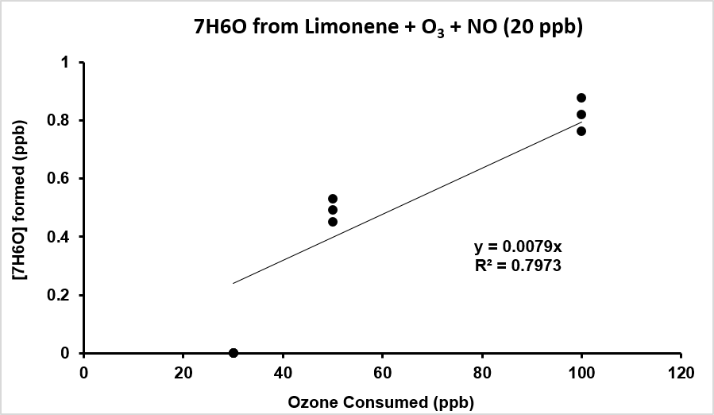 7H6O from Limonene + O₃ + NO (20 ppb)
1
0.8
0.6
0.4
0.2
0
[7H6O] formed (ppb)
y = 0.0079x
R² = 0.7973
0 20 40 60 80 100 120
Ozone Consumed (ppb)